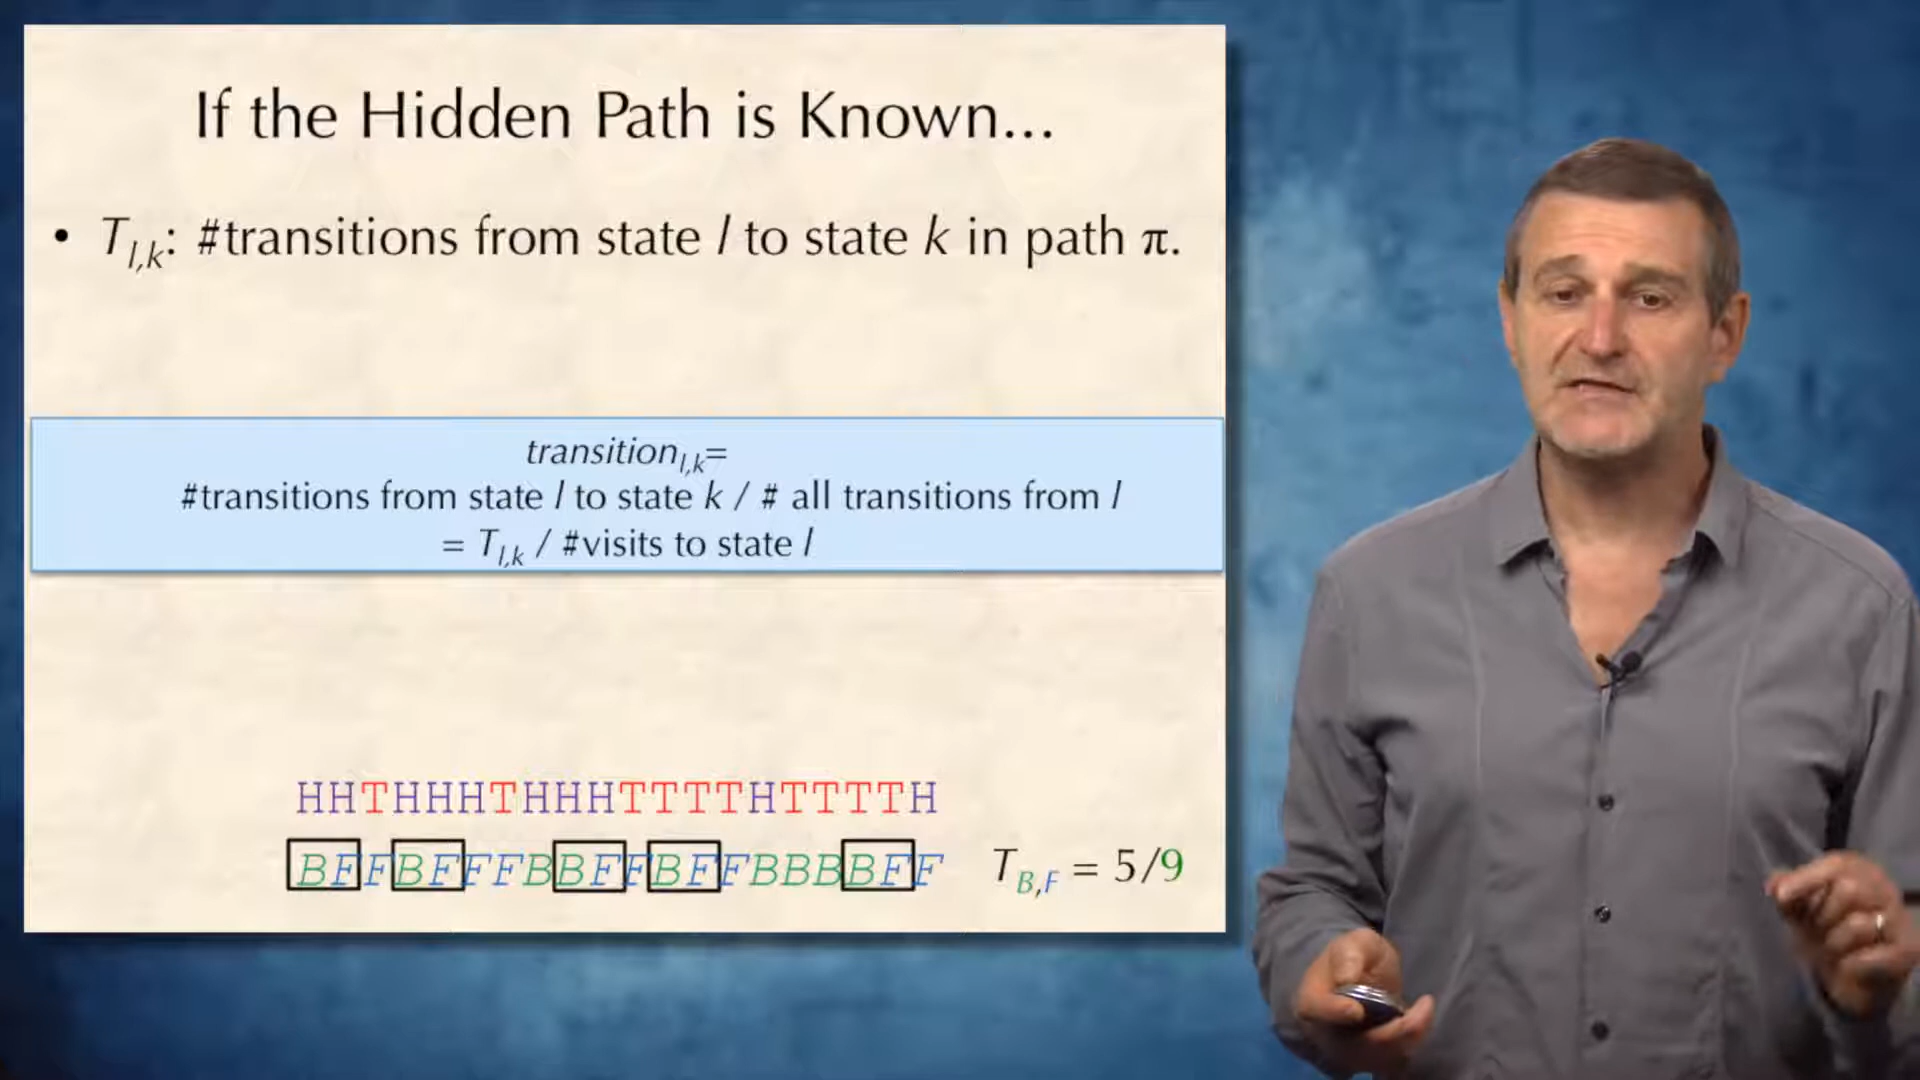 If the Hidden Path is Known...
• T_l,k: #transitions from state l to state k in path π.
transition_l,k=
#transitions from state l to state k / # all transitions from l
= T_l,k / #visits to state l
HHTHHHTHHHTTTTHTTTTH
BFFBFFFBBFFBFFBBBBFF T_B,F = 5/9